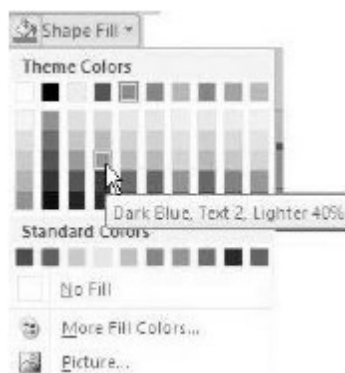 Shape Fill
Theme Colors
Dark Blue, Text 2, Lighter 40%
Standard Colors
No Fill
More Fill Colors...
Picture...